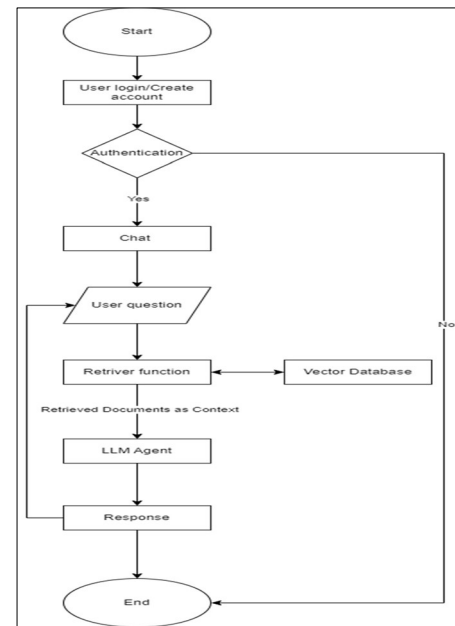 Start
User login/Create
account
Authentication
Yes
Chat
User question
No
Retriver function
Vector Database
Retrieved Documents as Context
LLM Agent
Response
End